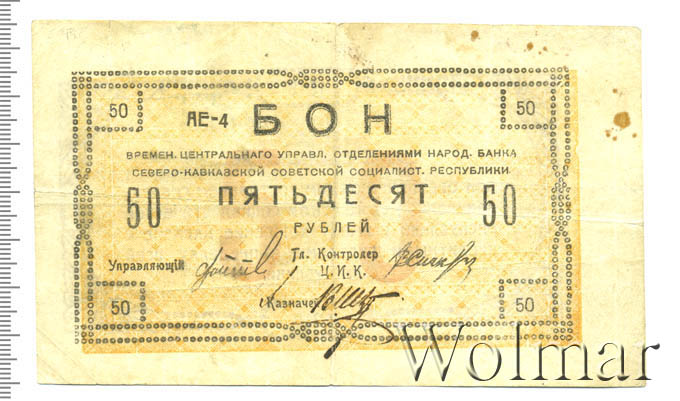 50 50
ЯЕ-4 БОН
ВРЕМЕН. ЦЕНТРАЛЬНАГО УПРАВЛ. ОТДЕЛЕНИЯМИ НАРОД. БАНКА
СЕВЕРО-КАВКАЗСКОЙ СОВЕТСКОЙ СОЦИАЛИСТ. РЕСПУБЛИКИ
50 ПЯТЬДЕСЯТ 50
РУБЛЕЙ
Управляющій Гл. Контролер
Ц.К.К.
Казначей
50 50
Wolmar